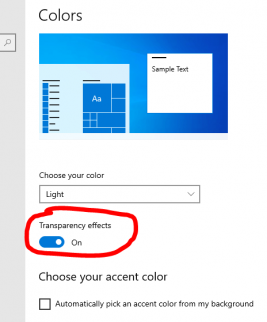 Colors
Sample Text
Aa
Choose your color
Light
Transparency effects
On
Choose your accent color
Automatically pick an accent color from my background